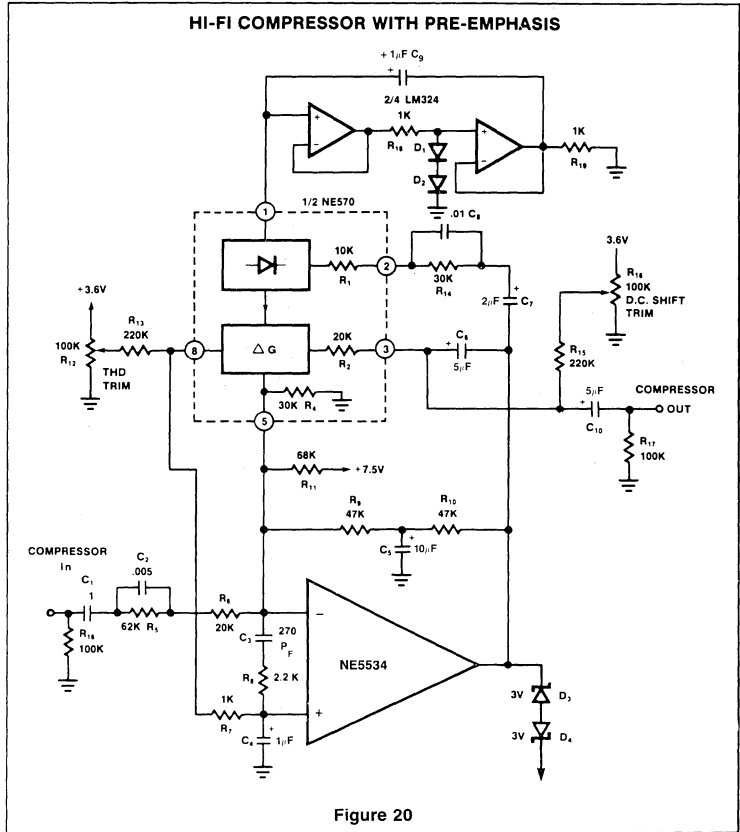 HI-FI COMPRESSOR WITH PRE-EMPHASIS
+ 1µF C9
+
2/4 LM324
1K
R18
D1
D2
+
−
+
−
1K
R19
1
1/2 NE570
.01 C8
10K
R1
2
30K
R14
+
2µF C7
3.6V
R16
100K
D.C. SHIFT
TRIM
+3.6V
R13
220K
100K
R12
THD
TRIM
8
ΔG
20K
R2
3
C6
+
5µF
R15
220K
5µF
+
C10
COMPRESSOR
OUT
R17
100K
30K R4
5
68K
R11
+7.5V
R9
47K
R10
47K
C5
+
10µF
COMPRESSOR
In
C2
.005
C1
1
R16
100K
62K R5
R6
20K
C3
270
PF
R8
2.2 K
−
NE5534
1K
R7
+
C4
+
1µF
3V
D3
3V
D4
Figure 20